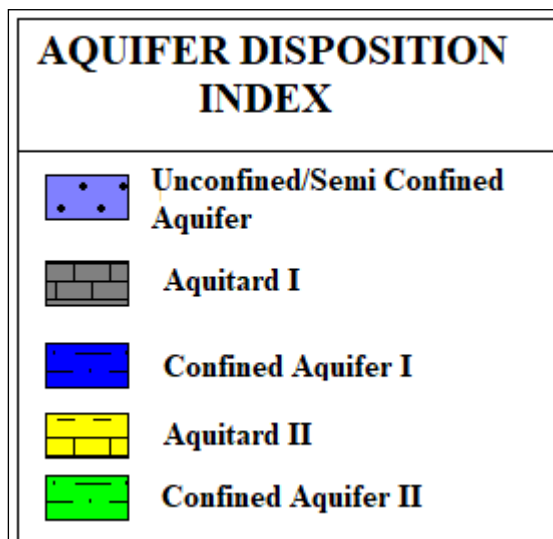 AQUIFER DISPOSITION
INDEX
Unconfined/Semi Confined
Aquifer
Aquitard I
Confined Aquifer I
Aquitard II
Confined Aquifer II